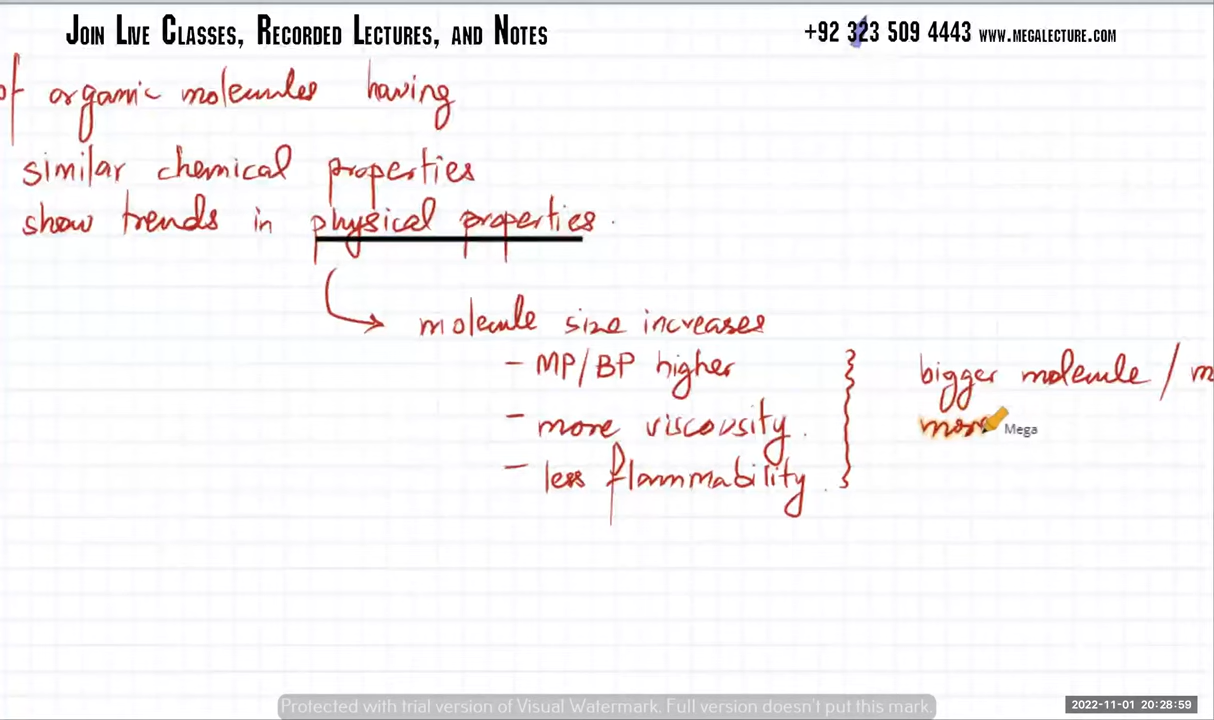 JOIN LIVE CLASSES, RECORDED LECTURES, AND NOTES
+92 323 509 4443 WWW.MEGALECTURE.COM
of organic molecules having
similar chemical properties
show trends in physical properties.
molecule size increases
- MP/BP higher
bigger molecule / m
- more viscosity.
more
Mega
- less flammability.
Protected with trial version of Visual Watermark. Full version doesn't put this mark.
2022-11-01 20:28:59